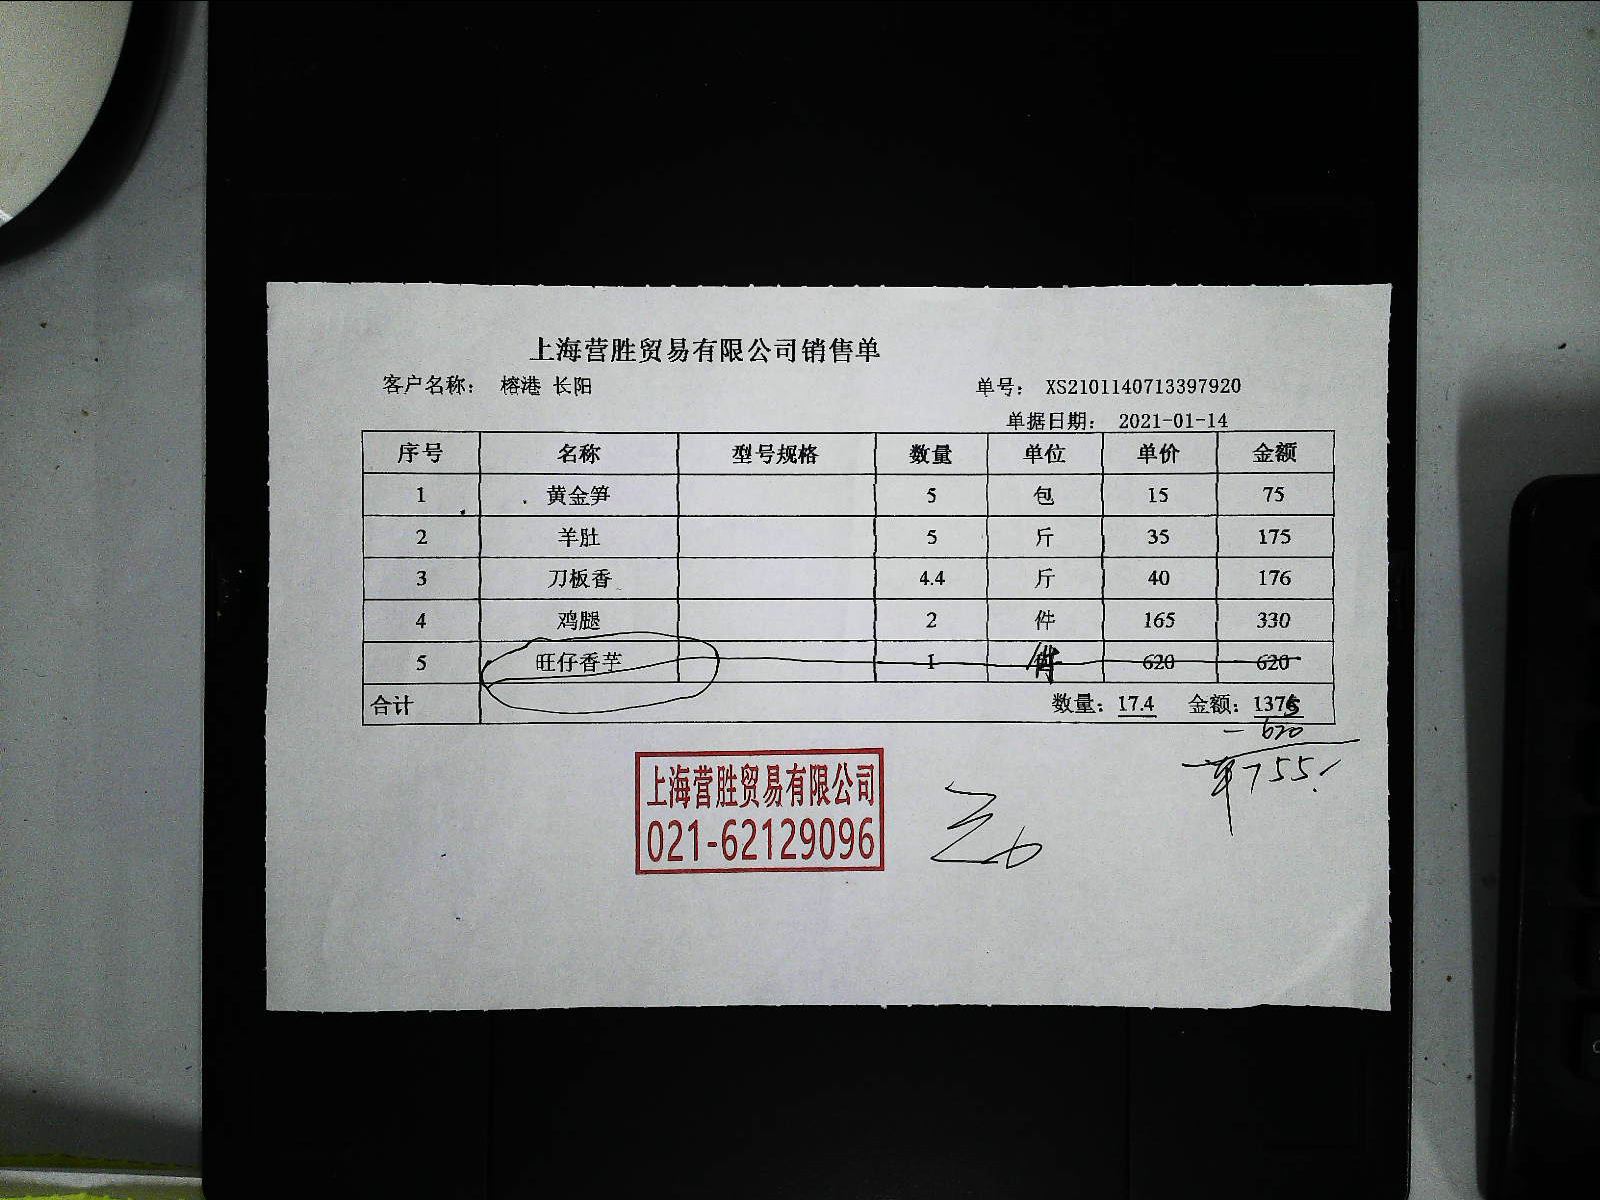 上海营胜贸易有限公司销售单
客户名称： 榕港 长阳 单号： XS2101140713397920
单据日期： 2021-01-14
序号 名称 型号规格 数量 单位 单价 金额
1 黄金笋 5 包 15 75
2 羊肚 5 斤 35 175
3 刀板香 4.4 斤 40 176
4 鸡腿 2 件 165 330
5 旺仔香芋 1 件 620 620
合计 数量：17.4 金额：1375
- 620
755
上海营胜贸易有限公司
021-62129096